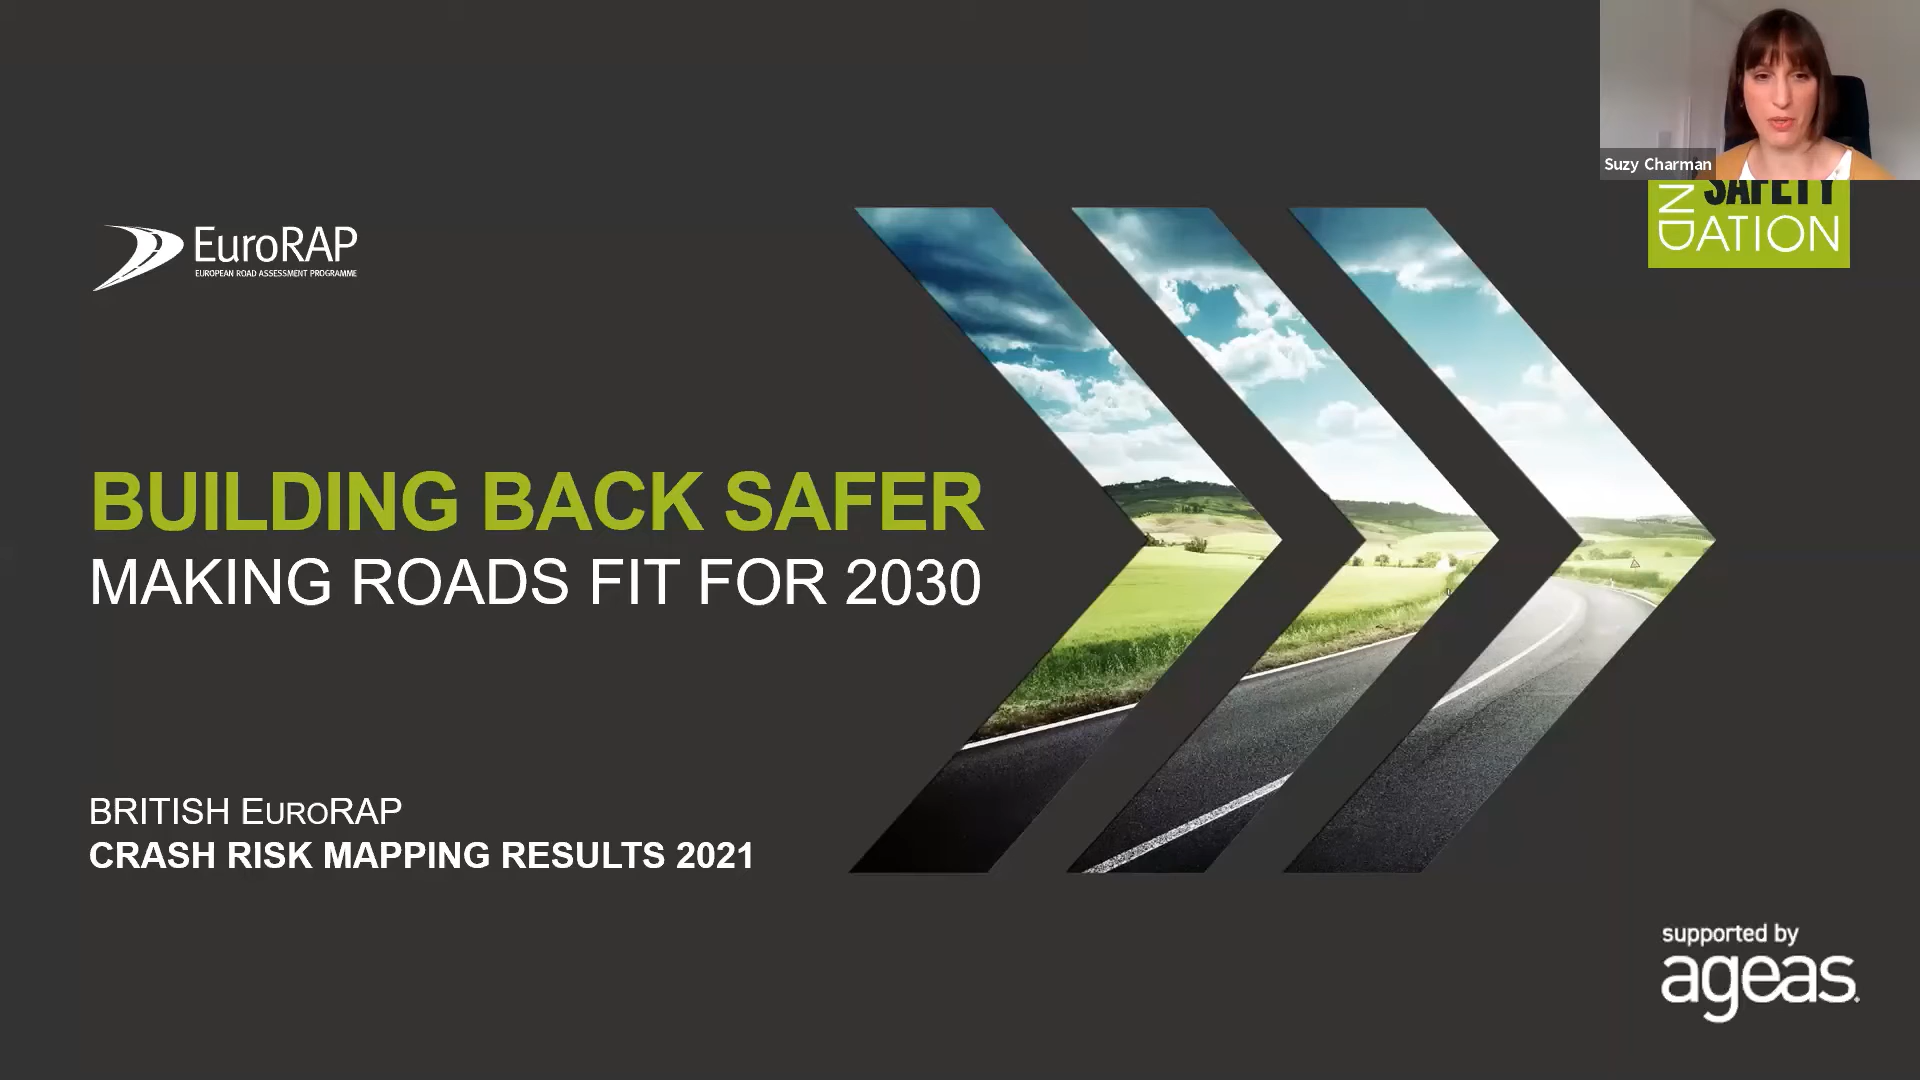 Suzy Charman
SAFETY
ND
DATION
EuroRAP
EUROPEAN ROAD ASSESSMENT PROGRAMME
BUILDING BACK SAFER
MAKING ROADS FIT FOR 2030
BRITISH EURORAP
CRASH RISK MAPPING RESULTS 2021
supported by
ageas.